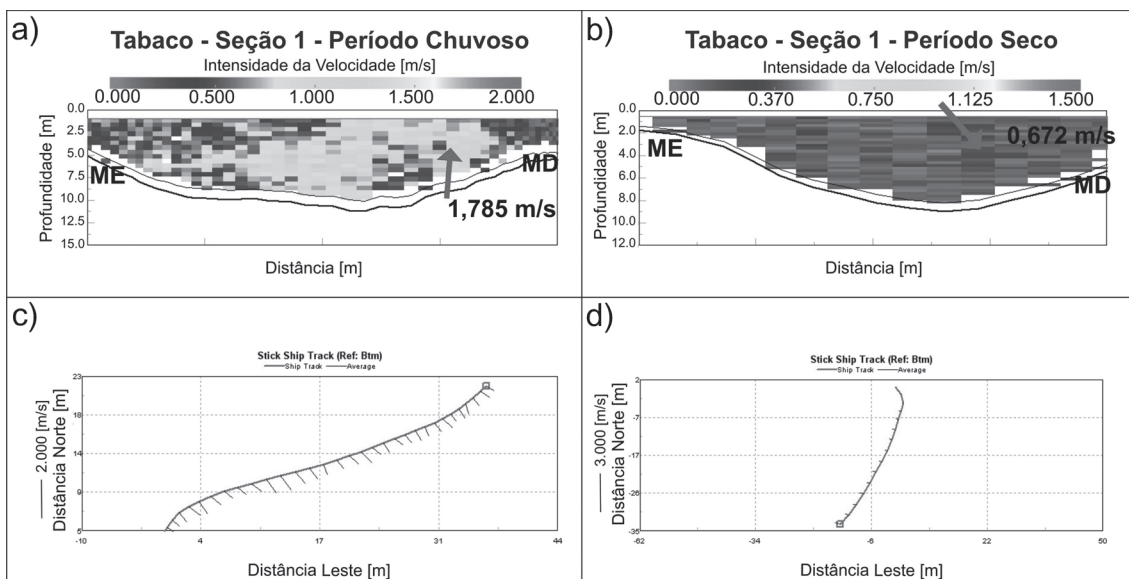 a)
Tabaco - Seção 1 - Período Chuvoso
Intensidade da Velocidade [m/s]
0.000 0.500 1.000 1.500 2.000
Profundidade [m]
0.0
2.5
5.0
7.5
10.0
12.5
15.0
ME
MD
1,785 m/s
Distância [m]
b)
Tabaco - Seção 1 - Período Seco
Intensidade da Velocidade [m/s]
0.000 0.370 0.750 1.125 1.500
Profundidade [m]
0.0
2.0
4.0
6.0
8.0
10.0
12.0
ME
0,672 m/s
MD
Distância [m]
c)
Stick Ship Track (Ref: Btm)
Ship Track Average
2.000 [m/s]
Distância Norte [m]
23
18
14
9
5
-10 4 17 31 44
Distância Leste [m]
d)
Stick Ship Track (Ref: Btm)
Ship Track Average
3.000 [m/s]
Distância Norte [m]
2
-7
-17
-26
-35
-62 -34 -6 22 50
Distância Leste [m]